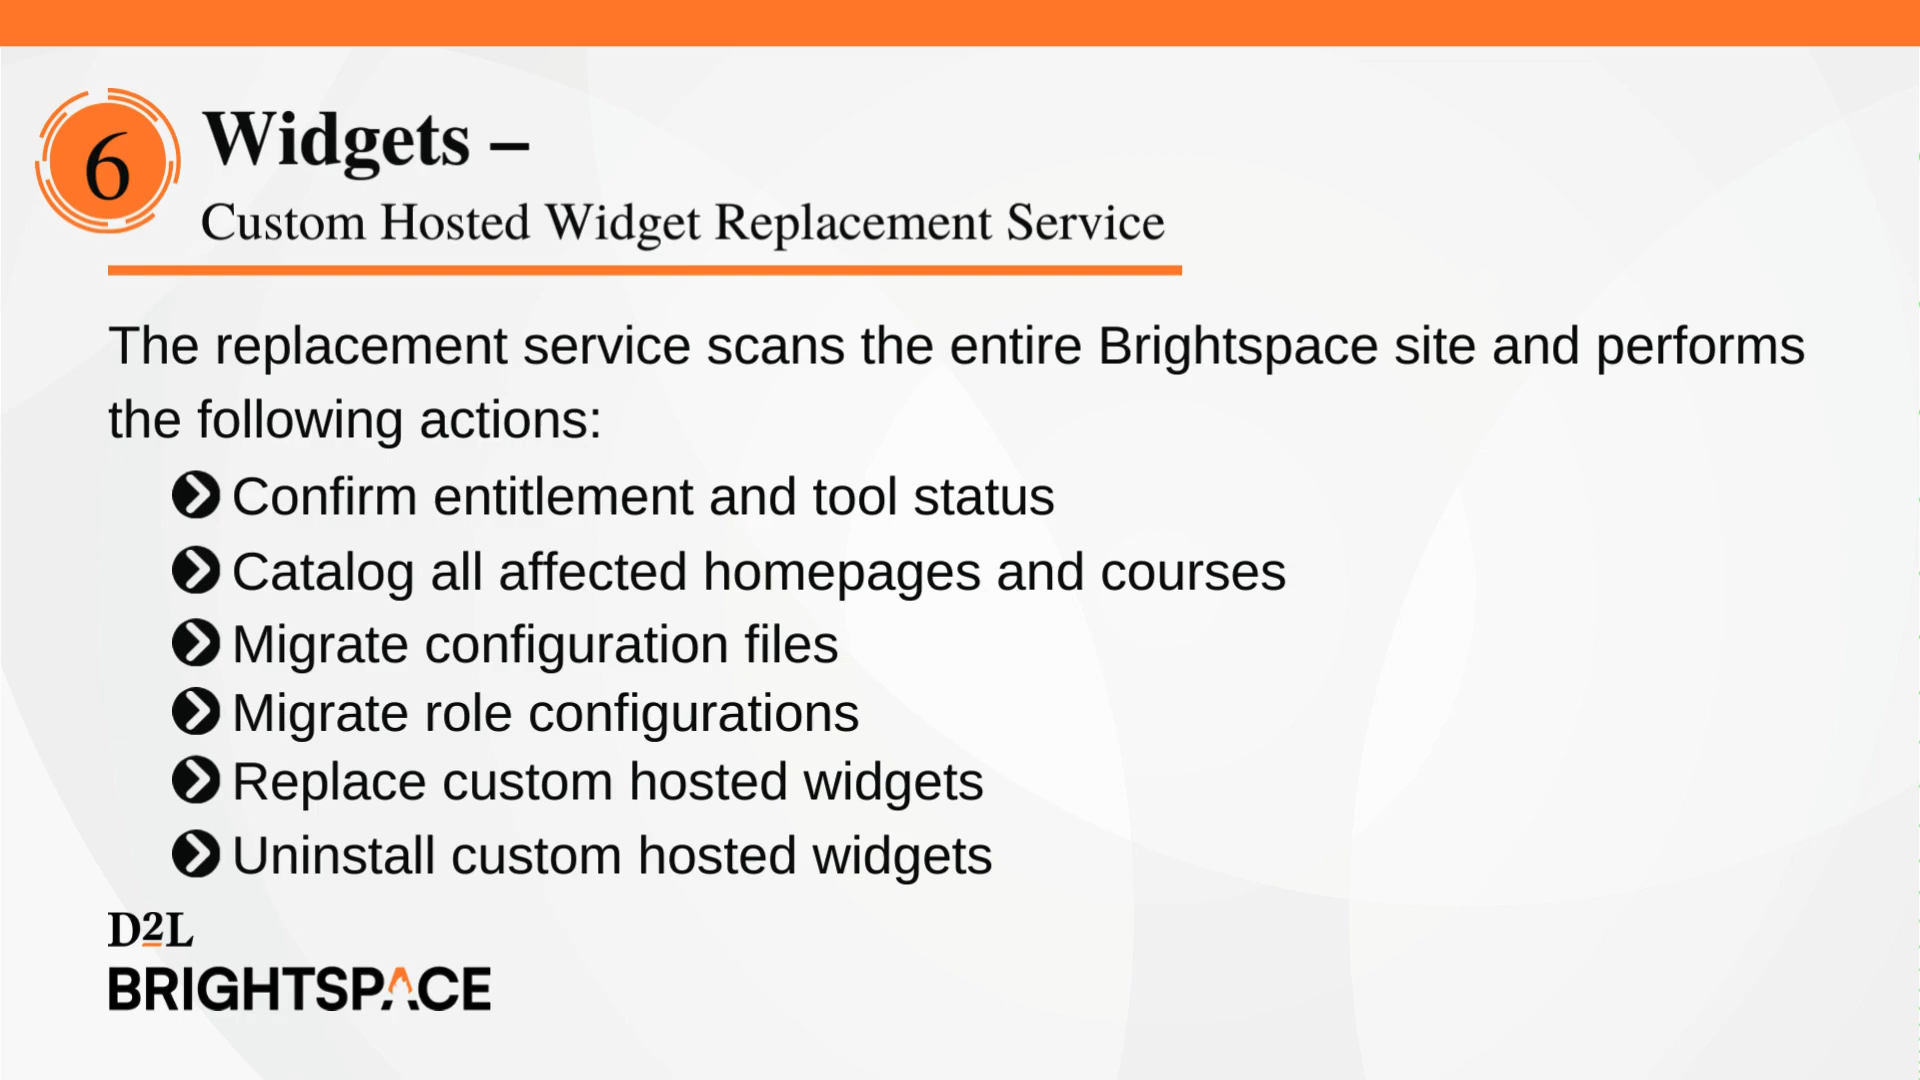 6
Widgets –
Custom Hosted Widget Replacement Service
The replacement service scans the entire Brightspace site and performs
the following actions:
Confirm entitlement and tool status
Catalog all affected homepages and courses
Migrate configuration files
Migrate role configurations
Replace custom hosted widgets
Uninstall custom hosted widgets
D2L
BRIGHTSPACE